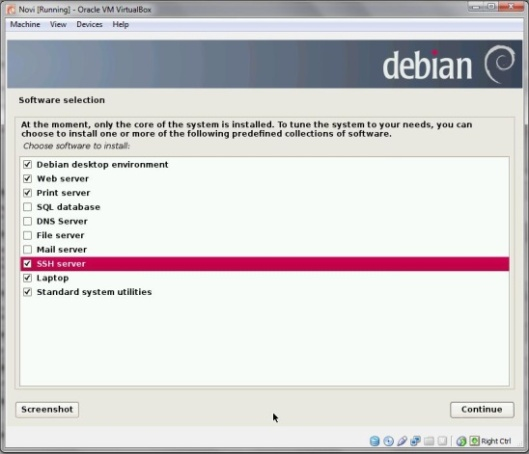 Novi [Running] - Oracle VM VirtualBox
Machine View Devices Help
debian
Software selection
At the moment, only the core of the system is installed. To tune the system to your needs, you can
choose to install one or more of the following predefined collections of software.
Choose software to install:
Debian desktop environment
Web server
Print server
SQL database
DNS Server
File server
Mail server
SSH server
Laptop
Standard system utilities
Screenshot
Continue
Right Ctrl